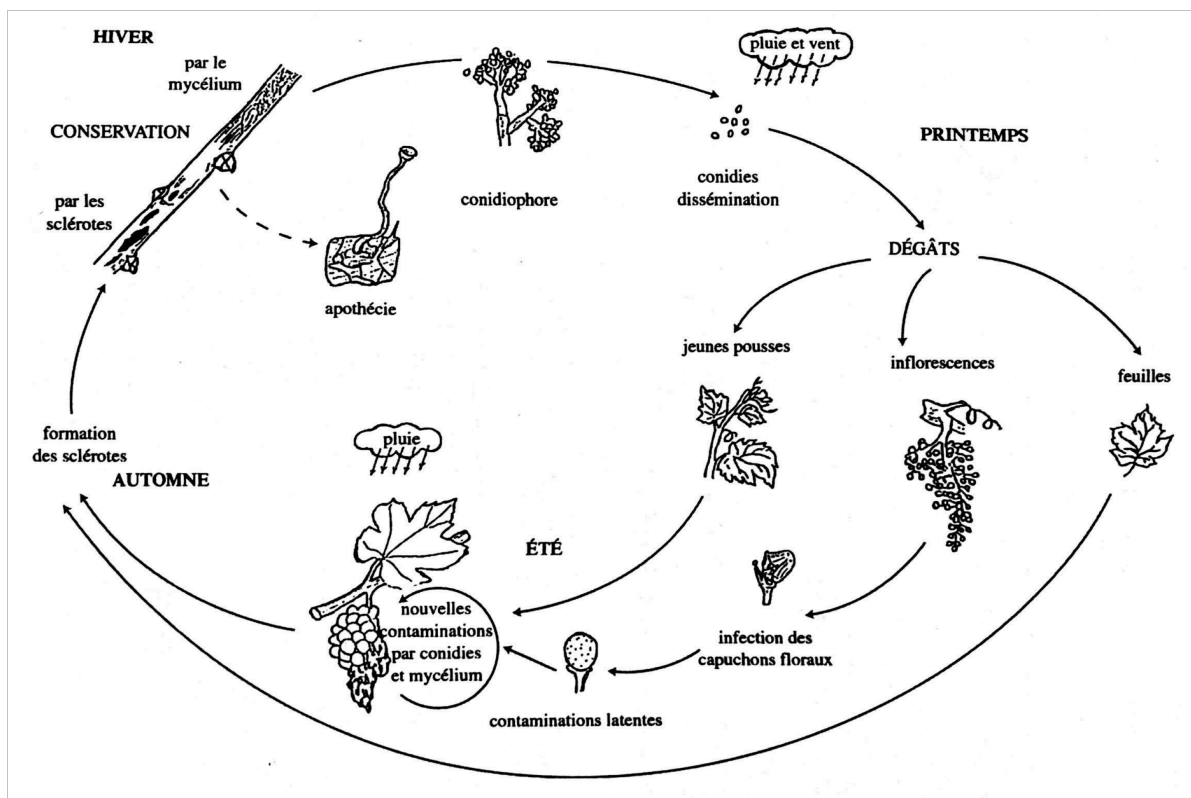 HIVER
par le
mycélium
CONSERVATION
par les
sclérotes
apothécie
conidiophore
pluie et vent
conidies
dissémination
PRINTEMPS
DÉGÂTS
jeunes pousses
inflorescences
feuilles
infection des
capuchons floraux
contaminations latentes
ÉTÉ
pluie
nouvelles
contaminations
par conidies
et mycélium
AUTOMNE
formation
des sclérotes